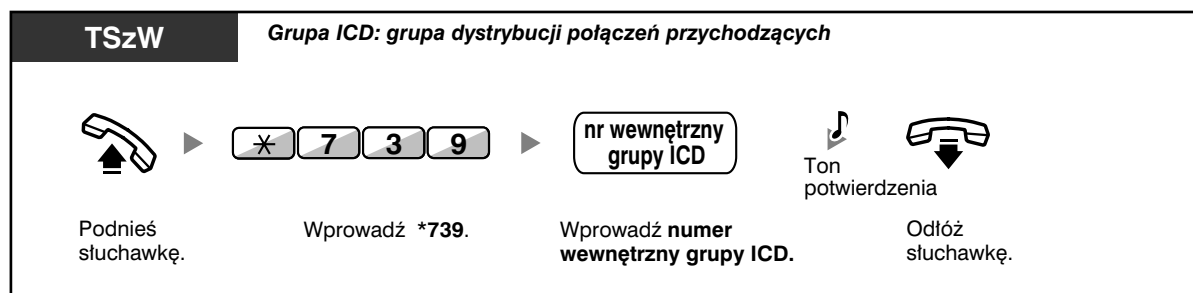 TSzW
Grupa ICD: grupa dystrybucji połączeń przychodzących
* 7 3 9
nr wewnętrzny
grupy ICD
Ton
potwierdzenia
Podnieś
słuchawkę.
Wprowadź *739.
Wprowadź numer
wewnętrzny grupy ICD.
Odłóż
słuchawkę.